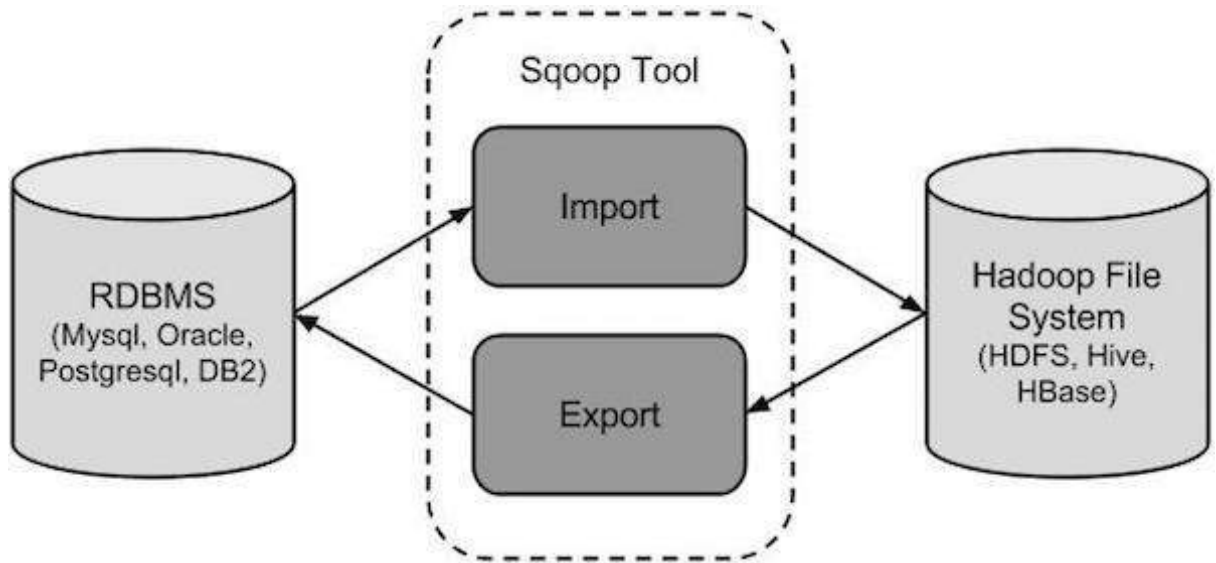 Sqoop Tool
Import
RDBMS
(Mysql, Oracle,
Postgresql, DB2)
Hadoop File
System
(HDFS, Hive,
HBase)
Export